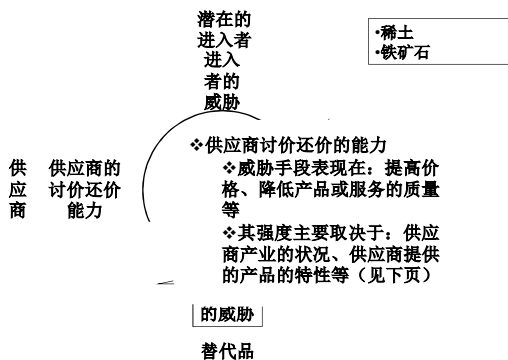 潜在的
进入者
进入
者的
威胁
•稀土
•铁矿石
❖供应商讨价还价的能力
❖威胁手段表现在：提高价
格、降低产品或服务的质量
等
❖其强度主要取决于：供应
商产业的状况、供应商提供
的产品的特性等（见下页）
供
应
商
供应商的
讨价还价
能力
的威胁
替代品